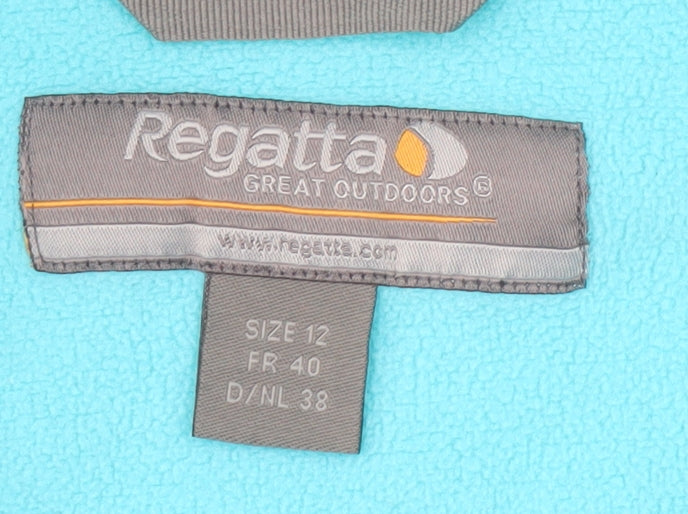 Regatta
GREAT OUTDOORS®
www.regatta.com
SIZE 12
FR 40
D/NL 38